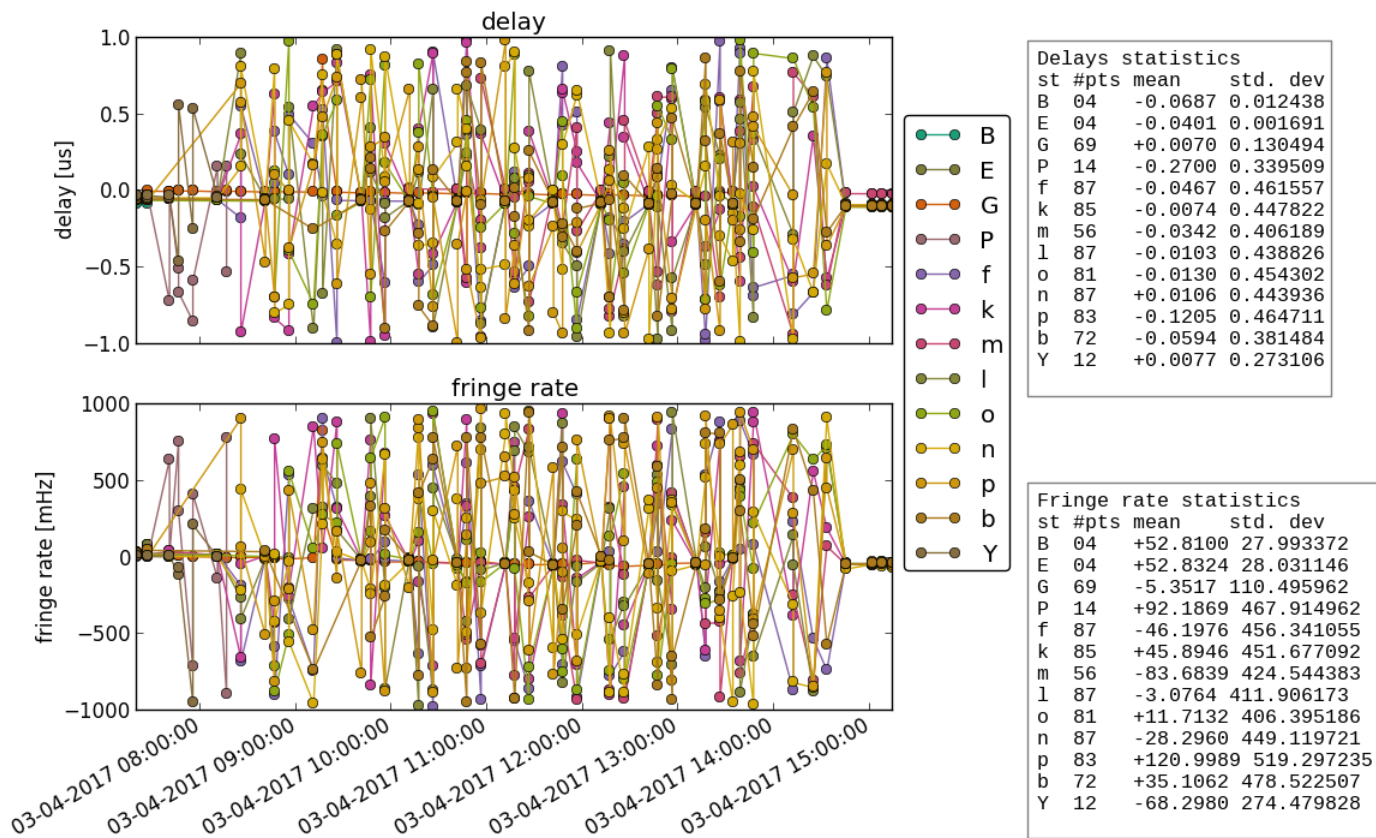 delay
1.0
0.5
0.0
−0.5
−1.0
delay [us]
fringe rate
1000
500
0
−500
−1000
fringe rate [mHz]
03-04-2017 08:00:00
03-04-2017 09:00:00
03-04-2017 10:00:00
03-04-2017 11:00:00
03-04-2017 12:00:00
03-04-2017 13:00:00
03-04-2017 14:00:00
03-04-2017 15:00:00
B
E
G
P
f
k
m
l
o
n
p
b
Y
Delays statistics
st #pts mean std. dev
B 04 -0.0687 0.012438
E 04 -0.0401 0.001691
G 69 +0.0070 0.130494
P 14 -0.2700 0.339509
f 87 -0.0467 0.461557
k 85 -0.0074 0.447822
m 56 -0.0342 0.406189
l 87 -0.0103 0.438826
o 81 -0.0130 0.454302
n 87 +0.0106 0.443936
p 83 -0.1205 0.464711
b 72 -0.0594 0.381484
Y 12 +0.0077 0.273106
Fringe rate statistics
st #pts mean std. dev
B 04 +52.8100 27.993372
E 04 +52.8324 28.031146
G 69 -5.3517 110.495962
P 14 +92.1869 467.914962
f 87 -46.1976 456.341055
k 85 +45.8946 451.677092
m 56 -83.6839 424.544383
l 87 -3.0764 411.906173
o 81 +11.7132 406.395186
n 87 -28.2960 449.119721
p 83 +120.9989 519.297235
b 72 +35.1062 478.522507
Y 12 -68.2980 274.479828